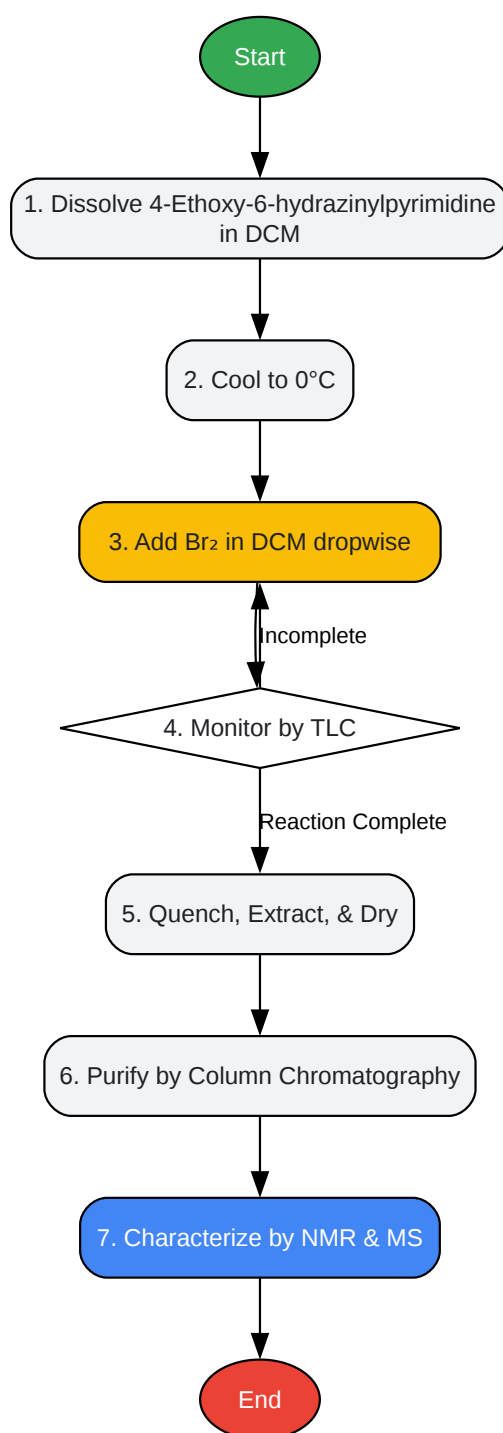 Start
1. Dissolve 4-Ethoxy-6-hydrazinylpyrimidine
in DCM
2. Cool to 0°C
3. Add Br₂ in DCM dropwise
Incomplete
4. Monitor by TLC
Reaction Complete
5. Quench, Extract, & Dry
6. Purify by Column Chromatography
7. Characterize by NMR & MS
End